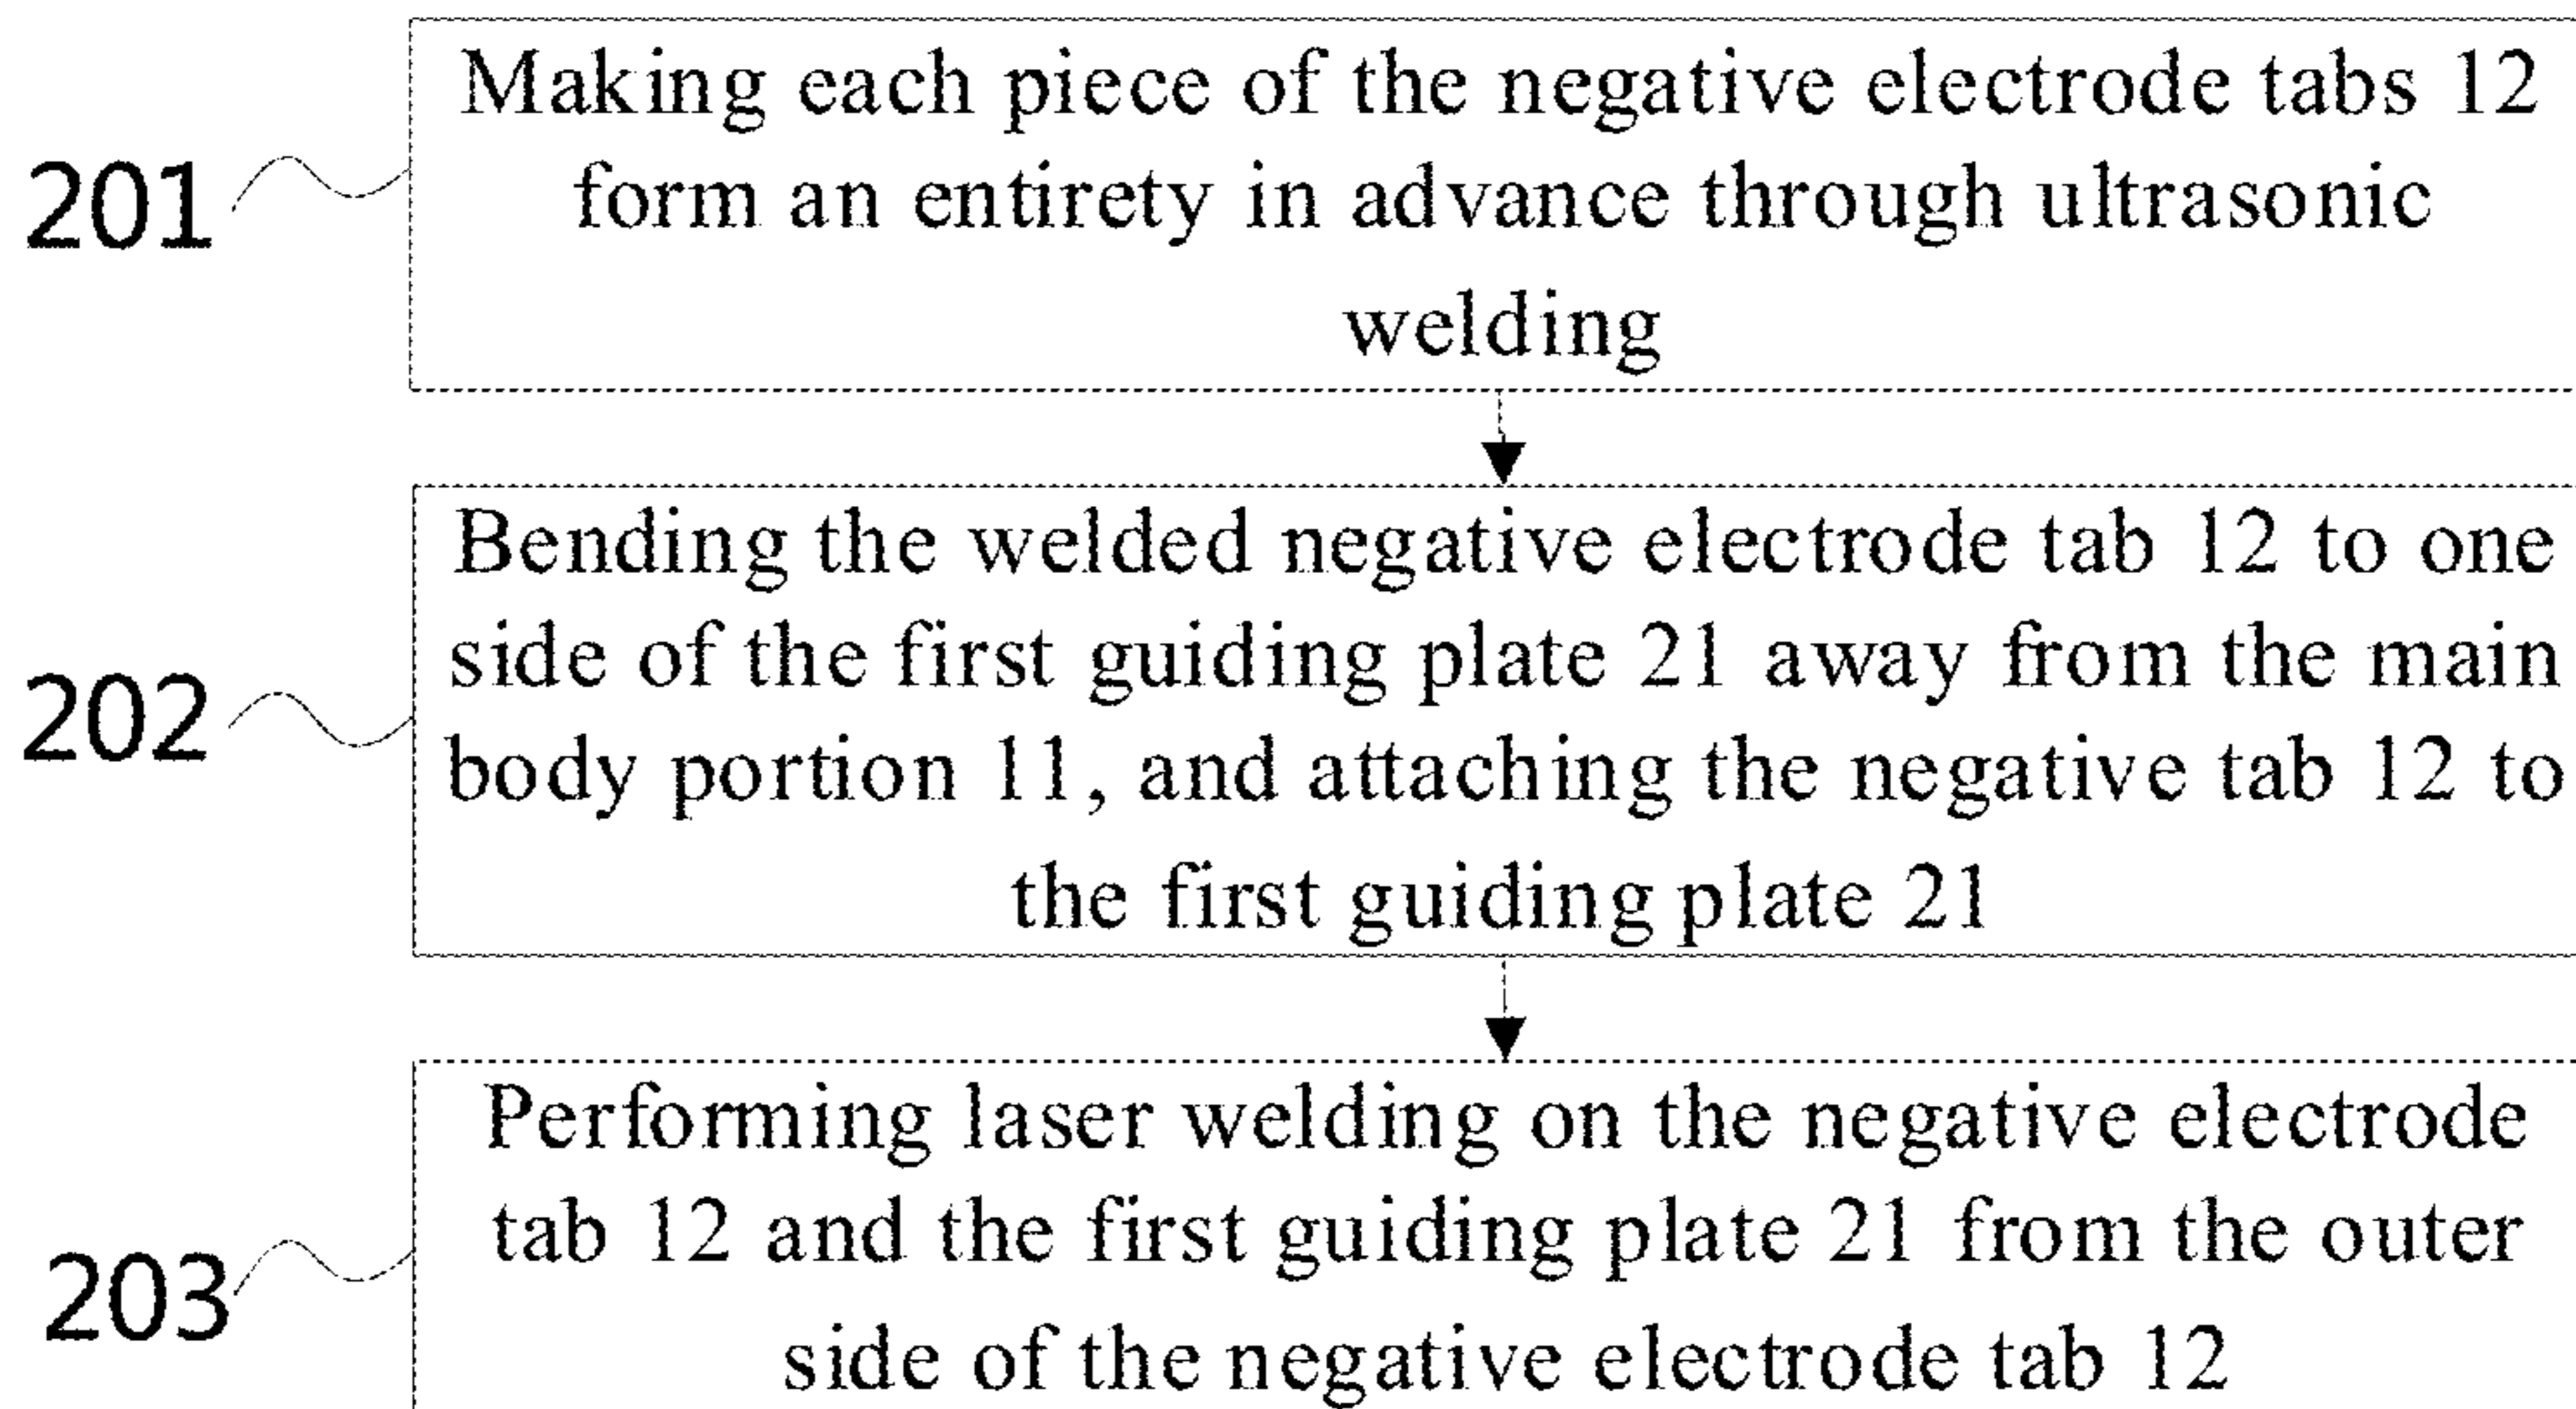 Making each piece of the negative electrode tabs 12
form an entirety in advance through ultrasonic
welding
201
Bending the welded negative electrode tab 12 to one
side of the first guiding plate 21 away from the main
body portion 11, and attaching the negative tab 12 to
the first guiding plate 21
202
Performing laser welding on the negative electrode
tab 12 and the first guiding plate 21 from the outer
side of the negative electrode tab 12
203